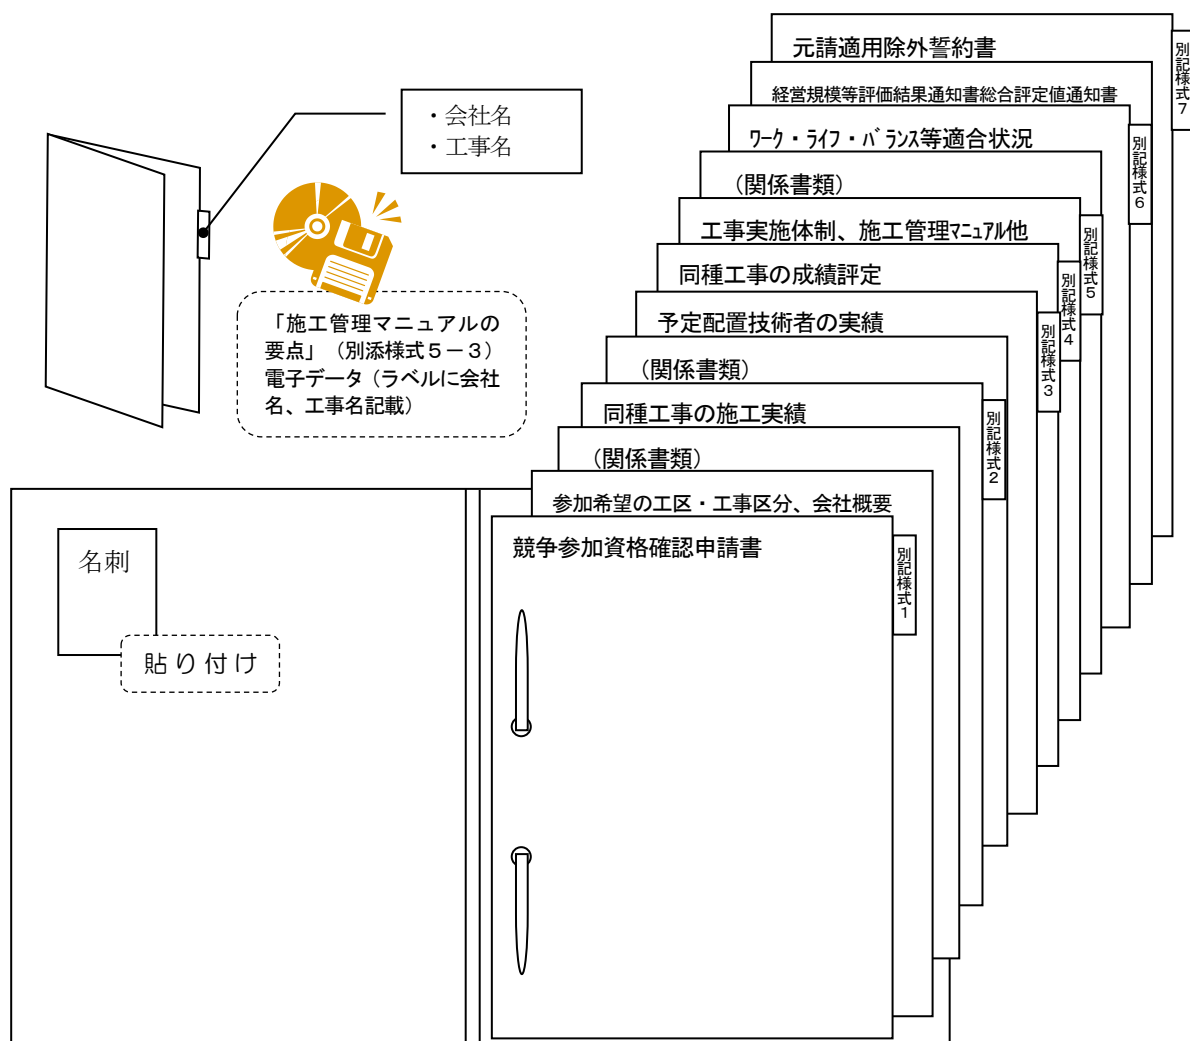 ・会社名
・工事名
「施工管理マニュアルの
要点」（別添様式５－３）
電子データ（ラベルに会社
名、工事名記載）
名刺
貼り付け
元請適用除外誓約書
別記様式７
経営規模等評価結果通知書総合評定値通知書
ﾜｰｸ・ﾗｲﾌ・ﾊﾞﾗﾝｽ等適合状況
別記様式６
（関係書類）
工事実施体制、施工管理ﾏﾆｭｱﾙ他
別記様式５
同種工事の成績評定
別記様式４
予定配置技術者の実績
別記様式３
（関係書類）
同種工事の施工実績
別記様式２
（関係書類）
参加希望の工区・工事区分、会社概要
競争参加資格確認申請書
別記様式１